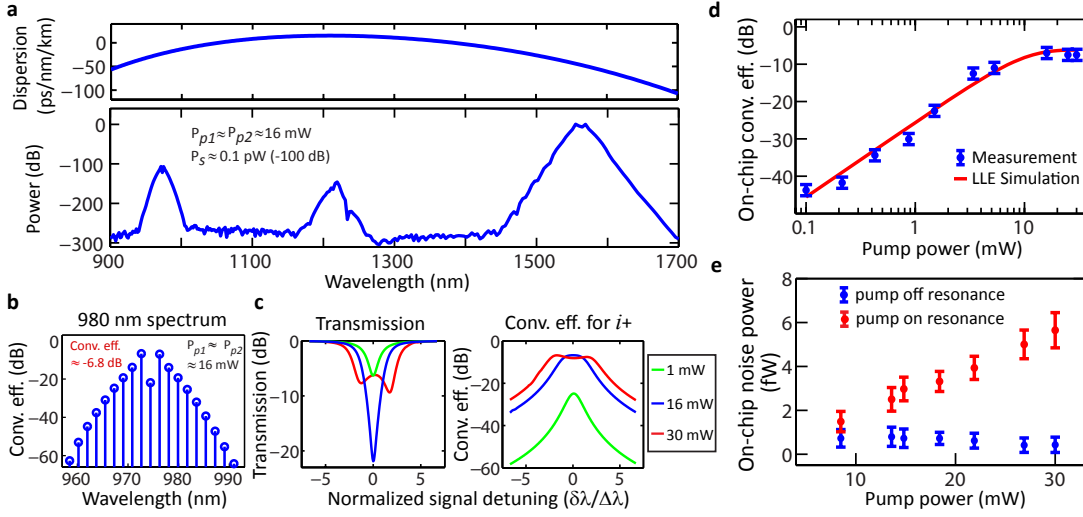 a
Dispersion
(ps/nm/km)
0
−50
−100
Power (dB)
0
−100
−200
−300
P_p1 ≈ P_p2 ≈ 16 mW
P_s ≈ 0.1 pW (-100 dB)
900
1100
1300
1500
1700
Wavelength (nm)
b
980 nm spectrum
Conv. eff. (dB)
0
−20
−40
−60
Conv. eff.
≈ -6.8 dB
P_p1 ≈ P_p2
≈ 16 mW
960
970
980
990
Wavelength (nm)
c
Transmission
Transmission (dB)
0
−10
−20
−5
0
5
Conv. eff. for i+
Conv. eff. (dB)
0
−20
−40
−60
−5
0
5
1 mW
16 mW
30 mW
Normalized signal detuning (δλ/Δλ)
d
On-chip conv. eff. (dB)
0
−10
−20
−30
−40
Measurement
LLE Simulation
0.1
1
10
Pump power (mW)
e
On-chip noise power
(fW)
8
6
4
2
0
pump off resonance
pump on resonance
10
15
20
25
30
Pump power (mW)